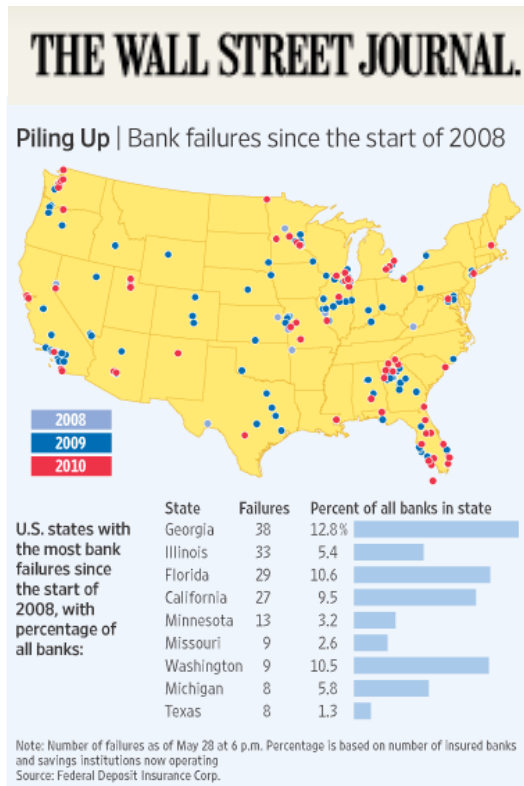 THE WALL STREET JOURNAL.
Piling Up | Bank failures since the start of 2008
2008
2009
2010
U.S. states with
the most bank
failures since
the start of
2008, with
percentage of
all banks:
State Failures Percent of all banks in state
Georgia 38 12.8%
Illinois 33 5.4
Florida 29 10.6
California 27 9.5
Minnesota 13 3.2
Missouri 9 2.6
Washington 9 10.5
Michigan 8 5.8
Texas 8 1.3
Note: Number of failures as of May 28 at 6 p.m. Percentage is based on number of insured banks
and savings institutions now operating
Source: Federal Deposit Insurance Corp.